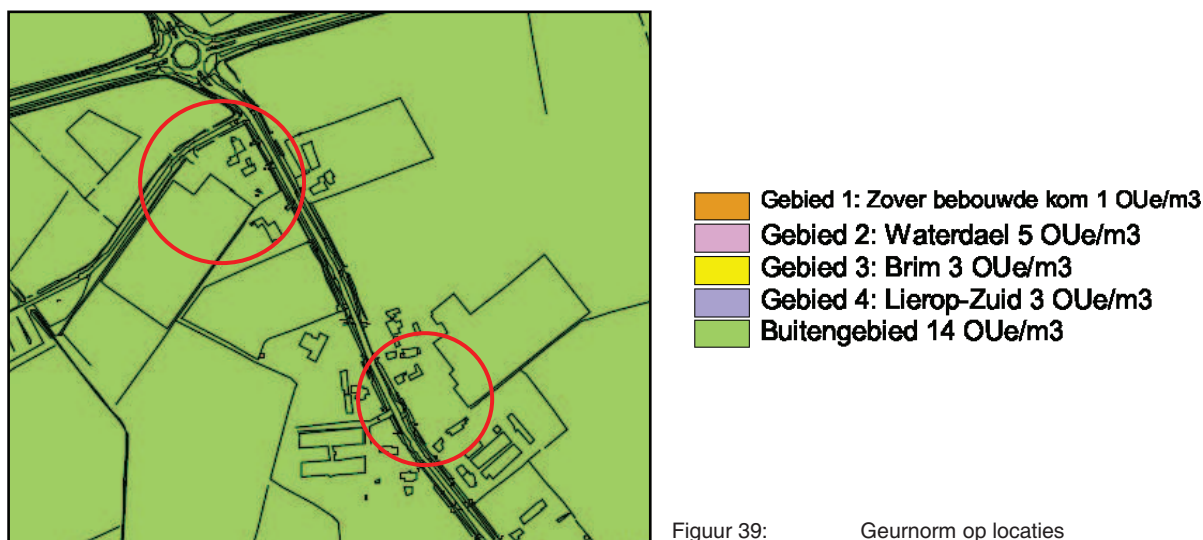 Gebied 1: Zover bebouwde kom 1 OUe/m3
Gebied 2: Waterdael 5 OUe/m3
Gebied 3: Brim 3 OUe/m3
Gebied 4: Lierop-Zuid 3 OUe/m3
Buitengebied 14 OUe/m3
Figuur 39: Geurnorm op locaties